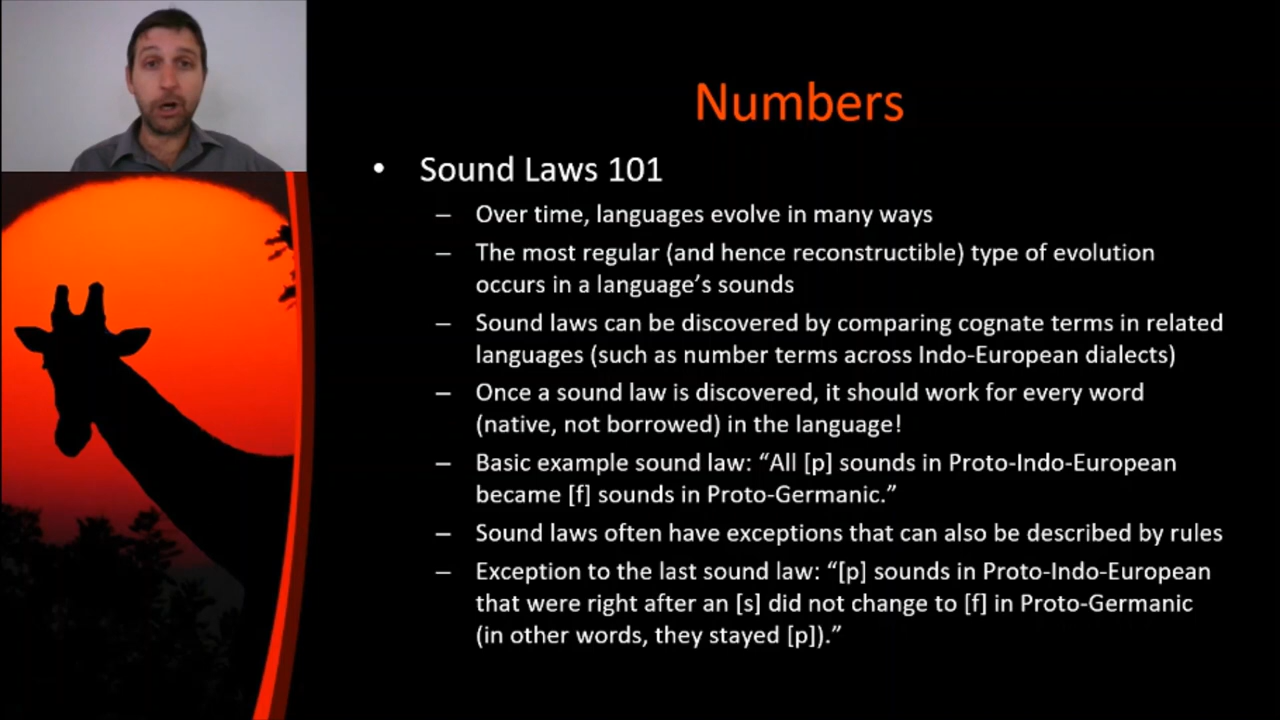 Numbers
• Sound Laws 101
– Over time, languages evolve in many ways
– The most regular (and hence reconstructible) type of evolution
occurs in a language’s sounds
– Sound laws can be discovered by comparing cognate terms in related
languages (such as number terms across Indo-European dialects)
– Once a sound law is discovered, it should work for every word
(native, not borrowed) in the language!
– Basic example sound law: “All [p] sounds in Proto-Indo-European
became [f] sounds in Proto-Germanic.”
– Sound laws often have exceptions that can also be described by rules
– Exception to the last sound law: “[p] sounds in Proto-Indo-European
that were right after an [s] did not change to [f] in Proto-Germanic
(in other words, they stayed [p]).”